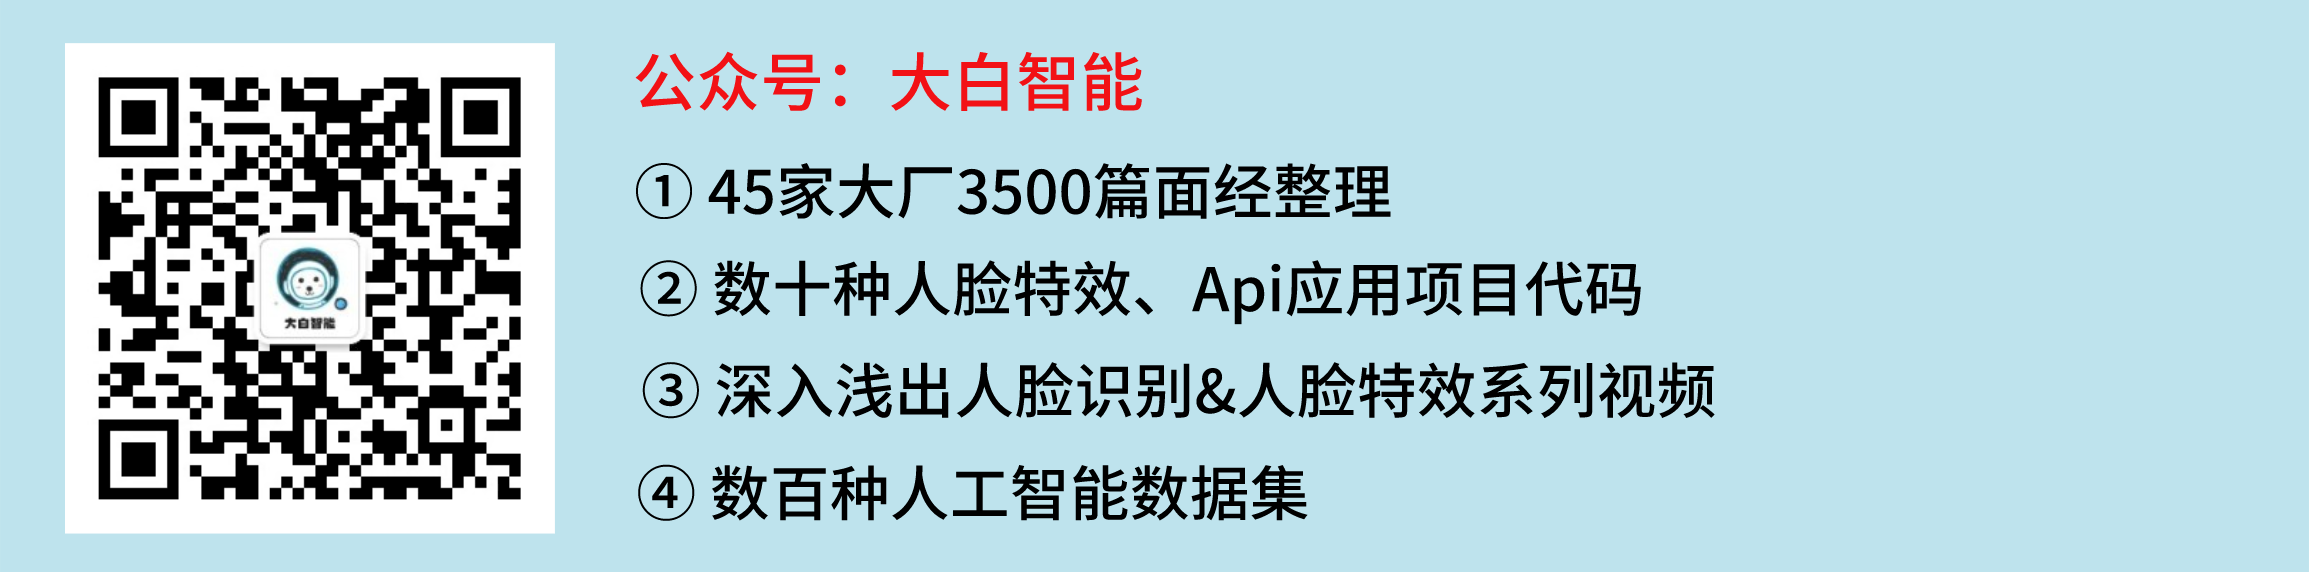 大白智能
公众号：大白智能
① 45家大厂3500篇面经整理
② 数十种人脸特效、Api应用项目代码
③ 深入浅出人脸识别&人脸特效系列视频
④ 数百种人工智能数据集